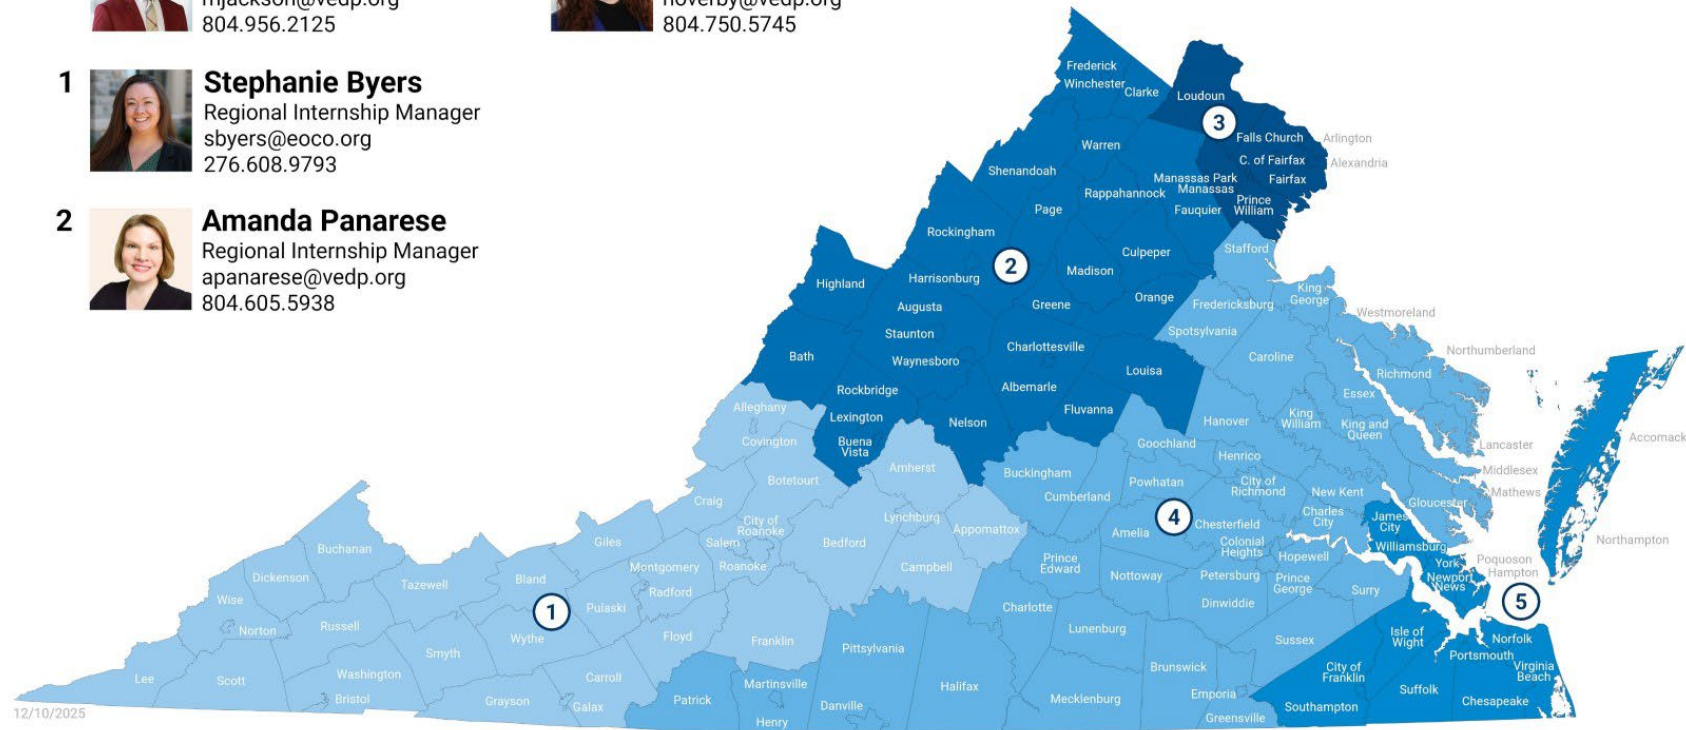 mjackson@vedp.org
804.956.2125
noverby@vedp.org
804.750.5745
1
Stephanie Byers
Regional Internship Manager
sbyers@eoco.org
276.608.9793
2
Amanda Panarese
Regional Internship Manager
apanarese@vedp.org
804.605.5938
Frederick
Winchester
Clarke
Loudoun
3
Falls Church
Arlington
C. of Fairfax
Alexandria
Fairfax
Warren
Shenandoah
Manassas Park
Manassas
Rappahannock
Prince
William
Page
Fauquier
Rockingham
Stafford
Culpeper
2
Madison
Harrisonburg
Highland
King
George
Orange
Greene
Fredericksburg
Augusta
Westmoreland
Staunton
Spotsylvania
Charlottesville
Northumberland
Bath
Waynesboro
Caroline
Louisa
Richmond
Rockbridge
Albemarle
Essex
Alleghany
Lexington
Fluvanna
Nelson
Hanover
King
William
King and
Queen
Accomack
Covington
Buena
Vista
Goochland
Lancaster
Henrico
Amherst
Buckingham
Middlesex
Botetourt
Powhatan
City of
Richmond
New Kent
Mathews
Cumberland
Craig
Gloucester
Lynchburg
4
Charles
City
James
City
City of
Roanoke
Appomattox
Chesterfield
Amelia
Northampton
Giles
Salem
Bedford
Colonial
Heights
Williamsburg
Buchanan
Hopewell
Poquoson
Prince
Edward
York
Montgomery
Roanoke
Campbell
Hampton
Dickenson
Tazewell
Bland
Nottoway
Petersburg
Prince
George
Newport
News
Radford
Surry
Wise
1
Pulaski
Charlotte
Dinwiddie
5
Norton
Russell
Wythe
Floyd
Franklin
Lunenburg
Sussex
Isle of
Wight
Norfolk
Pittsylvania
Smyth
Portsmouth
Lee
Scott
Washington
Carroll
Brunswick
City of
Franklin
Virginia
Beach
Martinsville
Halifax
Suffolk
Bristol
Grayson
Galax
Patrick
Danville
Mecklenburg
Emporia
Southampton
Chesapeake
12/10/2025
Henry
Greensville